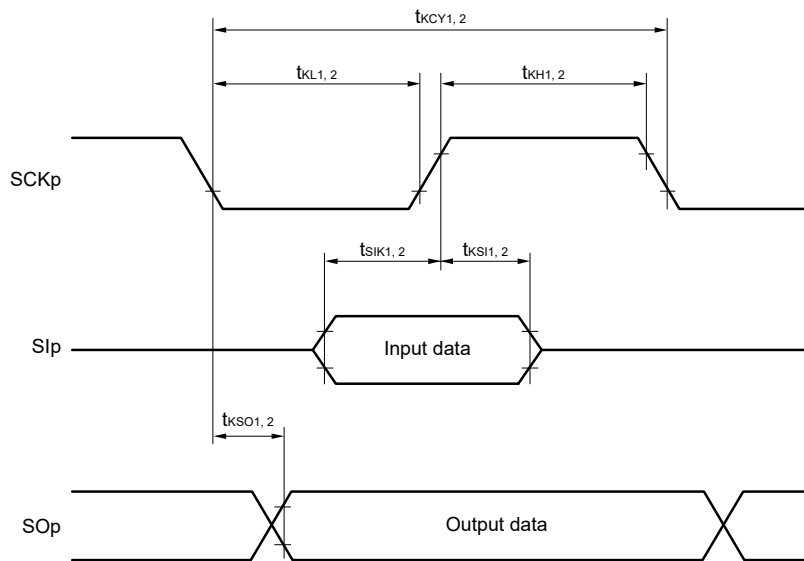 tKCY1, 2
tKL1, 2
tKH1, 2
SCKp
tSIK1, 2
tKSI1, 2
SIp
Input data
tKSO1, 2
SOp
Output data